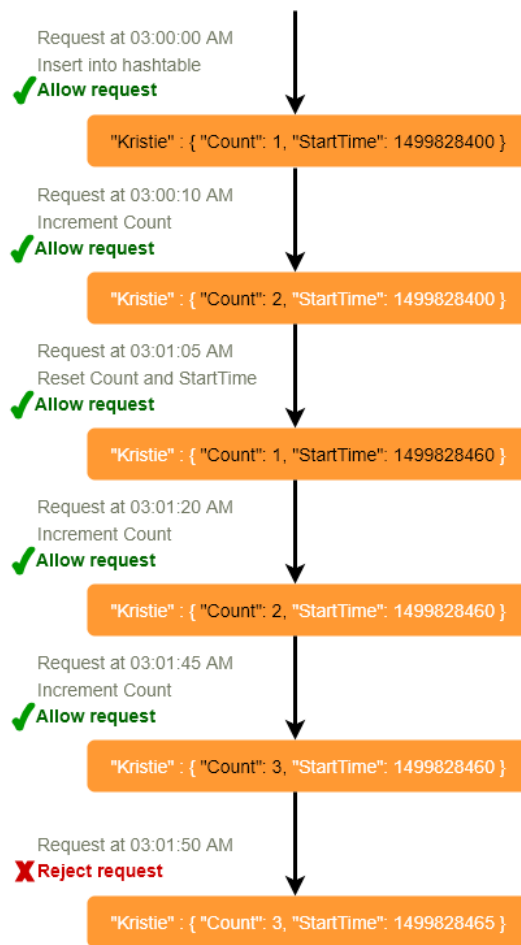 Request at 03:00:00 AM
Insert into hashtable
Allow request
"Kristie" : { "Count": 1, "StartTime": 1499828400 }
Request at 03:00:10 AM
Increment Count
Allow request
"Kristie" : { "Count": 2, "StartTime": 1499828400 }
Request at 03:01:05 AM
Reset Count and StartTime
Allow request
"Kristie" : { "Count": 1, "StartTime": 1499828460 }
Request at 03:01:20 AM
Increment Count
Allow request
"Kristie" : { "Count": 2, "StartTime": 1499828460 }
Request at 03:01:45 AM
Increment Count
Allow request
"Kristie" : { "Count": 3, "StartTime": 1499828460 }
Request at 03:01:50 AM
Reject request
"Kristie" : { "Count": 3, "StartTime": 1499828465 }